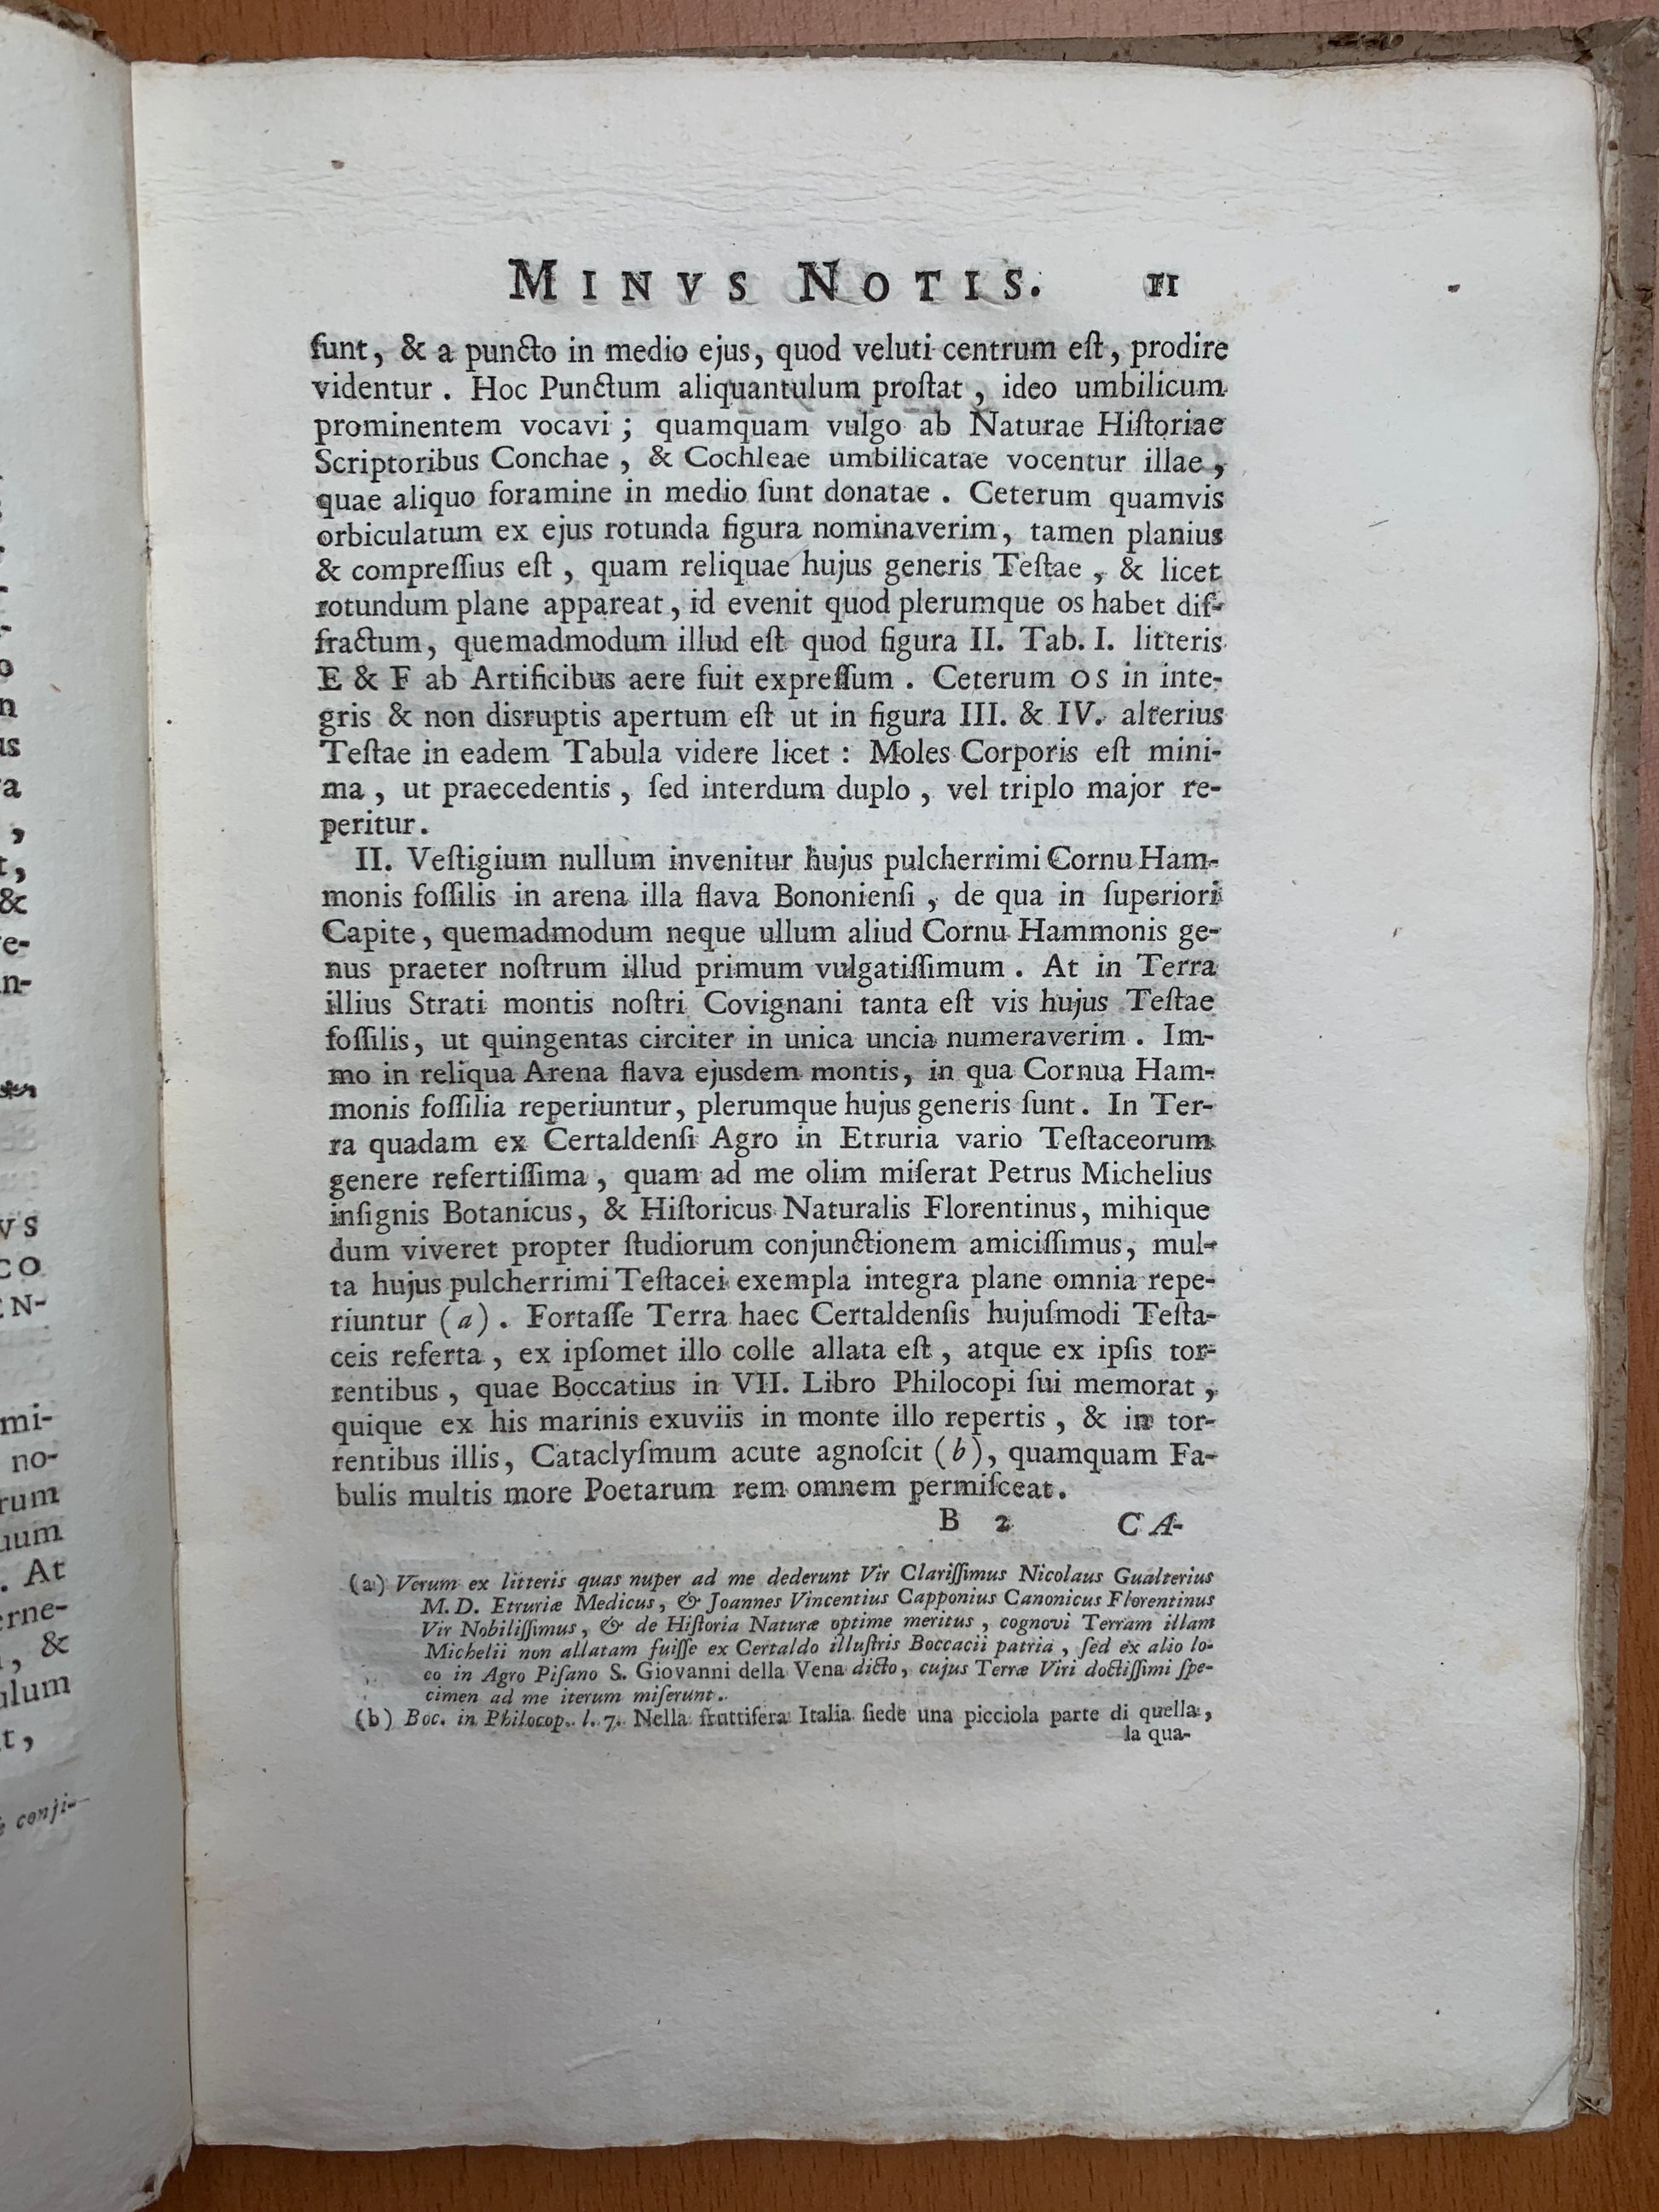 MINVS NOTIS. 11
ſunt, & a puncto in medio ejus, quod veluti centrum eſt, prodire
videntur. Hoc Punctum aliquantulum proſtat, ideo umbilicum
prominentem vocavi; quamquam vulgo ab Naturae Hiſtoriae
Scriptoribus Conchae, & Cochleae umbilicatae vocentur illae,
quae aliquo foramine in medio ſunt donatae. Ceterum quamvis
orbiculatum ex ejus rotunda figura nominaverim, tamen planius
& compreſſius eſt, quam reliquae hujus generis Teſtae, & licet
rotundum plane appareat, id evenit quod plerumque os habet dif-
fractum, quemadmodum illud eſt quod figura II. Tab. I. litteris
E & F ab Artificibus aere fuit expreſſum. Ceterum OS in inte-
gris & non disruptis apertum eſt ut in figura III. & IV. alterius
Teſtae in eadem Tabula videre licet: Moles Corporis eſt mini-
ma, ut praecedentis, ſed interdum duplo, vel triplo major re-
peritur.
II. Veſtigium nullum invenitur hujus pulcherrimi Cornu Ham-
monis foſſilis in arena illa flava Bononienſi, de qua in ſuperiori
Capite, quemadmodum neque ullum aliud Cornu Hammonis ge-
nus praeter noſtrum illud primum vulgatiſſimum. At in Terra
illius Strati montis noſtri Covignani tanta eſt vis hujus Teſtae
foſſilis, ut quingentas circiter in unica uncia numeraverim. Im-
mo in reliqua Arena flava ejusdem montis, in qua Cornua Ham-
monis foſſilia reperiuntur, plerumque hujus generis ſunt. In Ter-
ra quadam ex Certaldenſi Agro in Etruria vario Teſtaceorum
genere refertiſſima, quam ad me olim miſerat Petrus Michelius
inſignis Botanicus, & Hiſtoricus Naturalis Florentinus, mihique
dum viveret propter ſtudiorum conjunctionem amiciſſimus, mul-
ta hujus pulcherrimi Teſtacei exempla integra plane omnia repe-
riuntur (a). Fortaſſe Terra haec Certaldenſis hujuſmodi Teſta-
ceis referta, ex ipſomet illo colle allata eſt, atque ex ipſis tor-
rentibus, quae Boccatius in VII. Libro Philocopi ſui memorat,
quique ex his marinis exuviis in monte illo repertis, & in tor-
rentibus illis, Cataclyſmum acute agnoſcit (b), quamquam Fa-
bulis multis more Poetarum rem omnem permiſceat.
B 2 CA-
(a) Verum ex litteris quas nuper ad me dederunt Vir Clariſſimus Nicolaus Gualterius
M. D. Etruriæ Medicus, & Joannes Vincentius Capponius Canonicus Florentinus
Vir Nobiliſſimus, & de Hiſtoria Naturæ optime meritus, cognovi Terram illam
Michelii non allatam fuiſſe ex Certaldo illuſtris Boccacii patria, ſed ex alio lo-
co in Agro Piſano S. Giovanni della Vena dicto, cujus Terræ Viri doctiſſimi ſpe-
cimen ad me iterum miſerunt.
(b) Boc. in Philocop. l. 7. Nella fruttifera Italia ſiede una picciola parte di quella,
la qua-